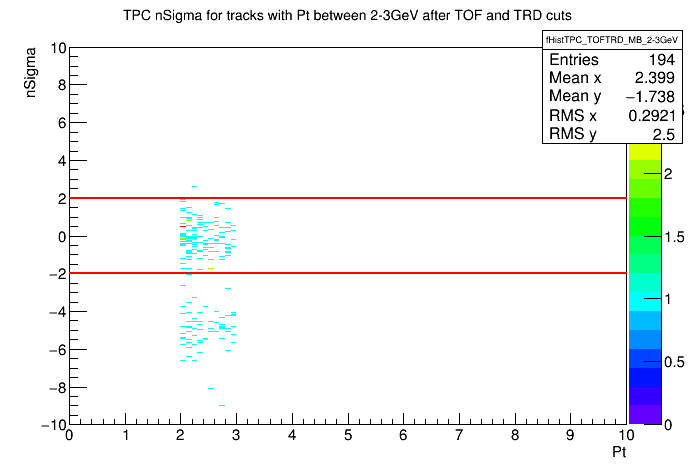 TPC nSigma for tracks with Pt between 2-3GeV after TOF and TRD cuts
fHistTPC_TOFTRD_MB_2-3GeV
Entries 194
Mean x 2.399
Mean y −1.738
RMS x 0.2921
RMS y 2.5
nSigma
10
8
6
4
2
0
−2
−4
−6
−8
−10
0 1 2 3 4 5 6 7 8 9 10
Pt
2
1.5
1
0.5
0